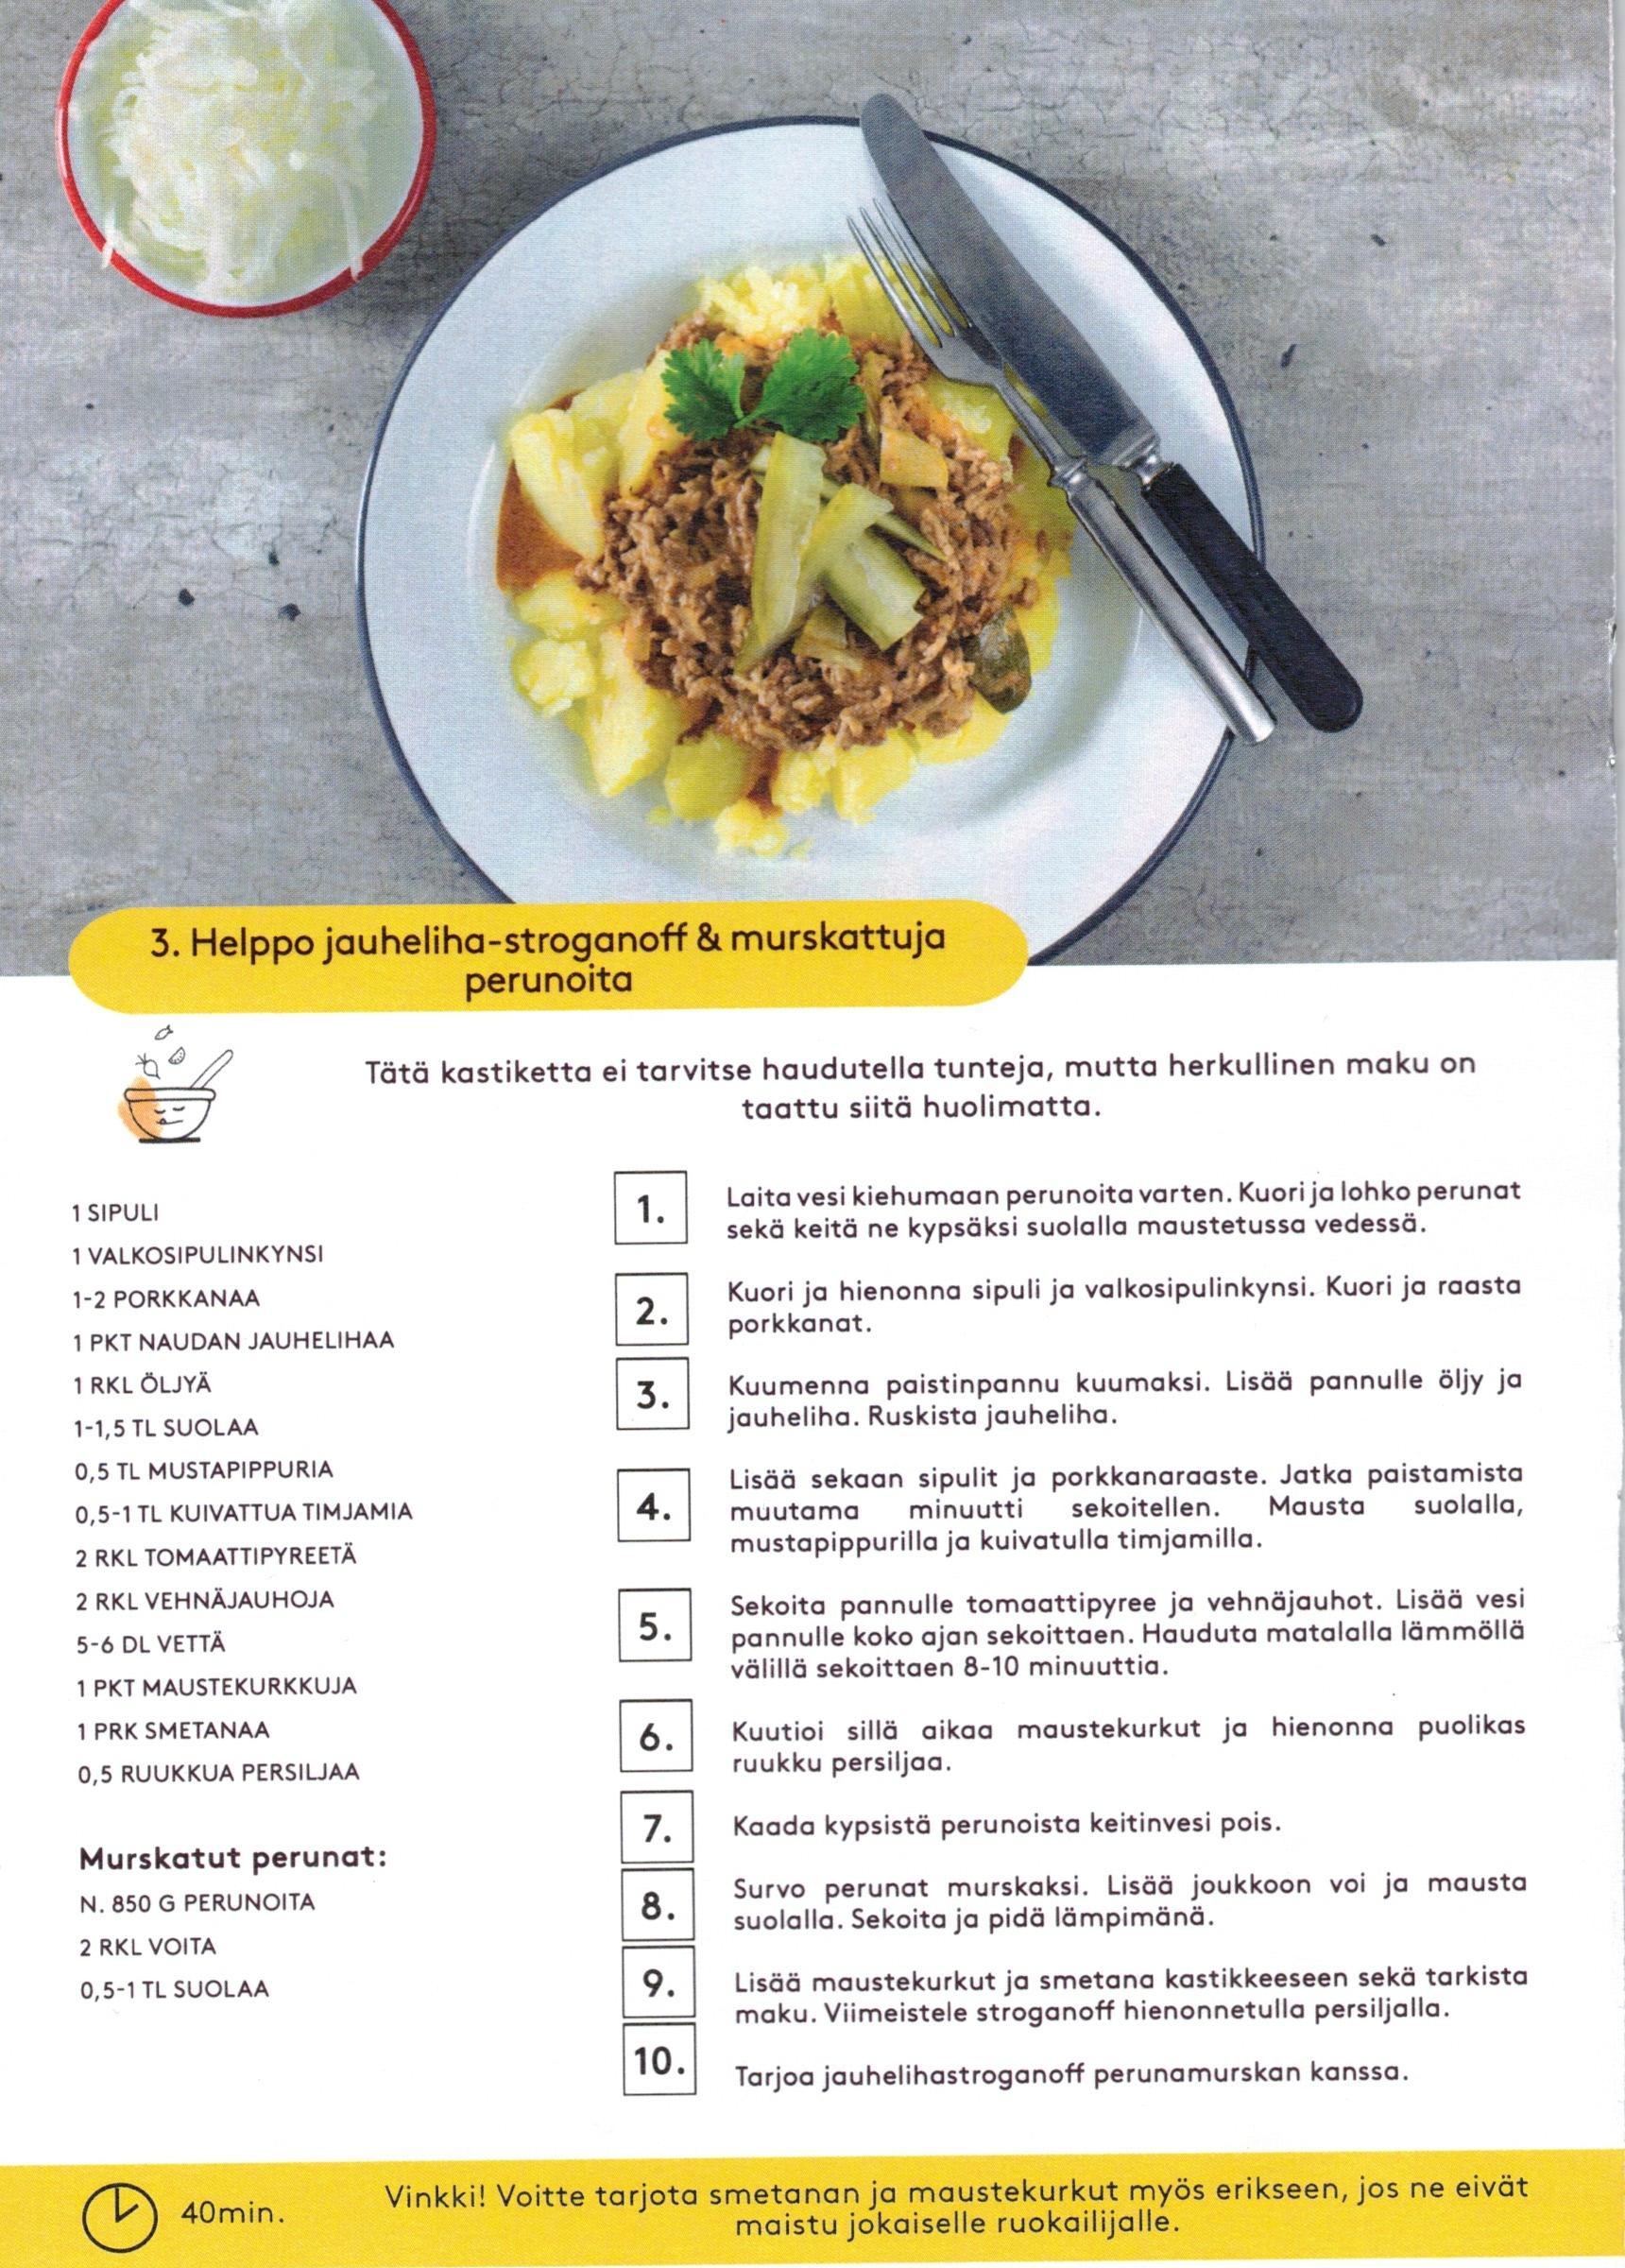 3. Helppo jauheliha-stroganoff & murskattuja
perunoita
Tätä kastiketta ei tarvitse haudutella tunteja, mutta herkullinen maku on
taattu siitä huolimatta.
1 SIPULI
1 VALKOSIPULINKYNSI
1-2 PORKKANAA
1 PKT NAUDAN JAUHELIHAA
1 RKL ÖLJYÄ
1-1,5 TL SUOLAA
0,5 TL MUSTAPIPPURIA
0,5-1 TL KUIVATTUA TIMJAMIA
2 RKL TOMAATTIPYREETÄ
2 RKL VEHNÄJAUHOJA
5-6 DL VETTÄ
1 PKT MAUSTEKURKKUJA
1 PRK SMETANAA
0,5 RUUKKUA PERSILJAA
Murskatut perunat:
N. 850 G PERUNOITA
2 RKL VOITA
0,5-1 TL SUOLAA
1.
Laita vesi kiehumaan perunoita varten. Kuori ja lohko perunat
sekä keitä ne kypsäksi suolalla maustetussa vedessä.
2.
Kuori ja hienonna sipuli ja valkosipulinkynsi. Kuori ja raasta
porkkanat.
3.
Kuumenna paistinpannu kuumaksi. Lisää pannulle öljy ja
jauheliha. Ruskista jauheliha.
4.
Lisää sekaan sipulit ja porkkanaraaste. Jatka paistamista
muutama minuutti sekoitellen. Mausta suolalla,
mustapippurilla ja kuivatulla timjamilla.
5.
Sekoita pannulle tomaattipyree ja vehnäjauhot. Lisää vesi
pannulle koko ajan sekoittaen. Hauduta matalalla lämmöllä
välillä sekoittaen 8-10 minuuttia.
6.
Kuutioi sillä aikaa maustekurkut ja hienonna puolikas
ruukku persiljaa.
7.
Kaada kypsistä perunoista keitinvesi pois.
8.
Survo perunat murskaksi. Lisää joukkoon voi ja mausta
suolalla. Sekoita ja pidä lämpimänä.
9.
Lisää maustekurkut ja smetana kastikkeeseen sekä tarkista
maku. Viimeistele stroganoff hienonnetulla persiljalla.
10.
Tarjoa jauhelihastroganoff perunamurskan kanssa.
40min.
Vinkki! Voitte tarjota smetanan ja maustekurkut myös erikseen, jos ne eivät
maistu jokaiselle ruokailijalle.